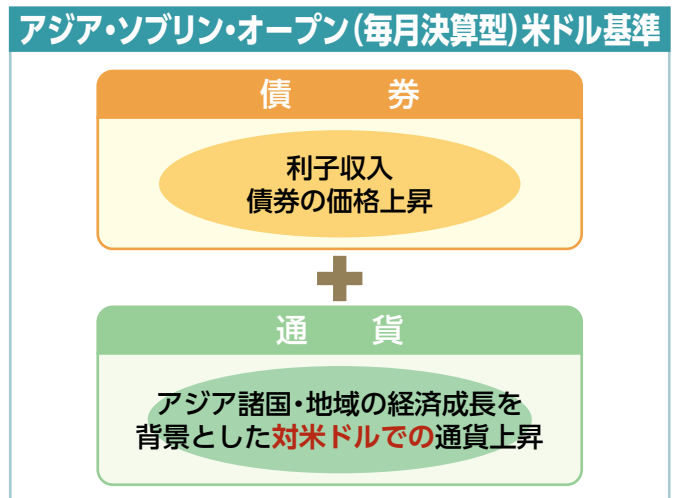 アジア・ソブリン・オープン(毎月決算型)米ドル基準
債券
利子収入
債券の価格上昇
通貨
アジア諸国・地域の経済成長を
背景とした対米ドルでの通貨上昇